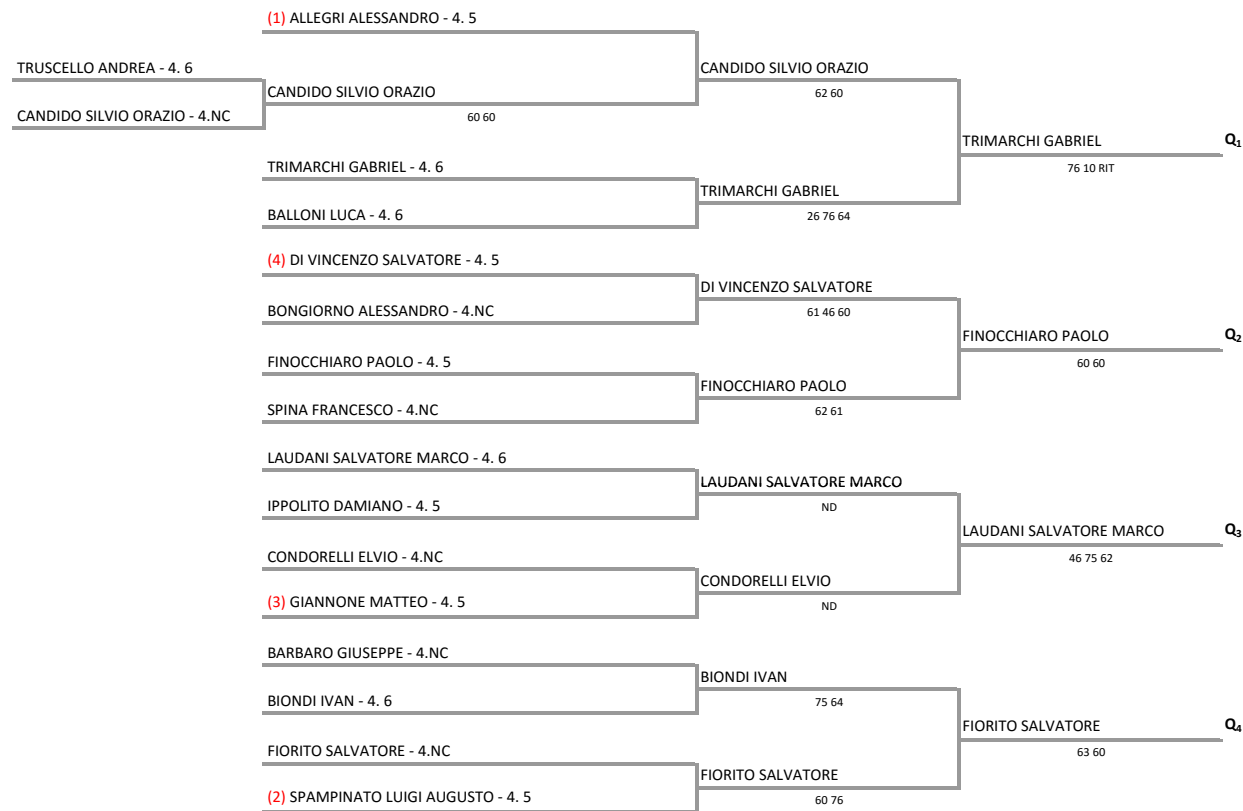 (1) ALLEGRI ALESSANDRO - 4. 5
TRUSCELLO ANDREA - 4. 6
CANDIDO SILVIO ORAZIO
CANDIDO SILVIO ORAZIO
62 60
CANDIDO SILVIO ORAZIO - 4.NC
60 60
TRIMARCHI GABRIEL Q₁
76 10 RIT
TRIMARCHI GABRIEL - 4. 6
TRIMARCHI GABRIEL
BALLONI LUCA - 4. 6
26 76 64
(4) DI VINCENZO SALVATORE - 4. 5
DI VINCENZO SALVATORE
BONGIORNO ALESSANDRO - 4.NC
61 46 60
FINOCCHIARO PAOLO Q₂
60 60
FINOCCHIARO PAOLO - 4. 5
FINOCCHIARO PAOLO
SPINA FRANCESCO - 4.NC
62 61
LAUDANI SALVATORE MARCO - 4. 6
LAUDANI SALVATORE MARCO
IPPOLITO DAMIANO - 4. 5
ND
LAUDANI SALVATORE MARCO Q₃
46 75 62
CONDORELLI ELVIO - 4.NC
CONDORELLI ELVIO
(3) GIANNONE MATTEO - 4. 5
ND
BARBARO GIUSEPPE - 4.NC
BIONDI IVAN
BIONDI IVAN - 4. 6
75 64
FIORITO SALVATORE Q₄
63 60
FIORITO SALVATORE - 4.NC
FIORITO SALVATORE
(2) SPAMPINATO LUIGI AUGUSTO - 4. 5
60 76